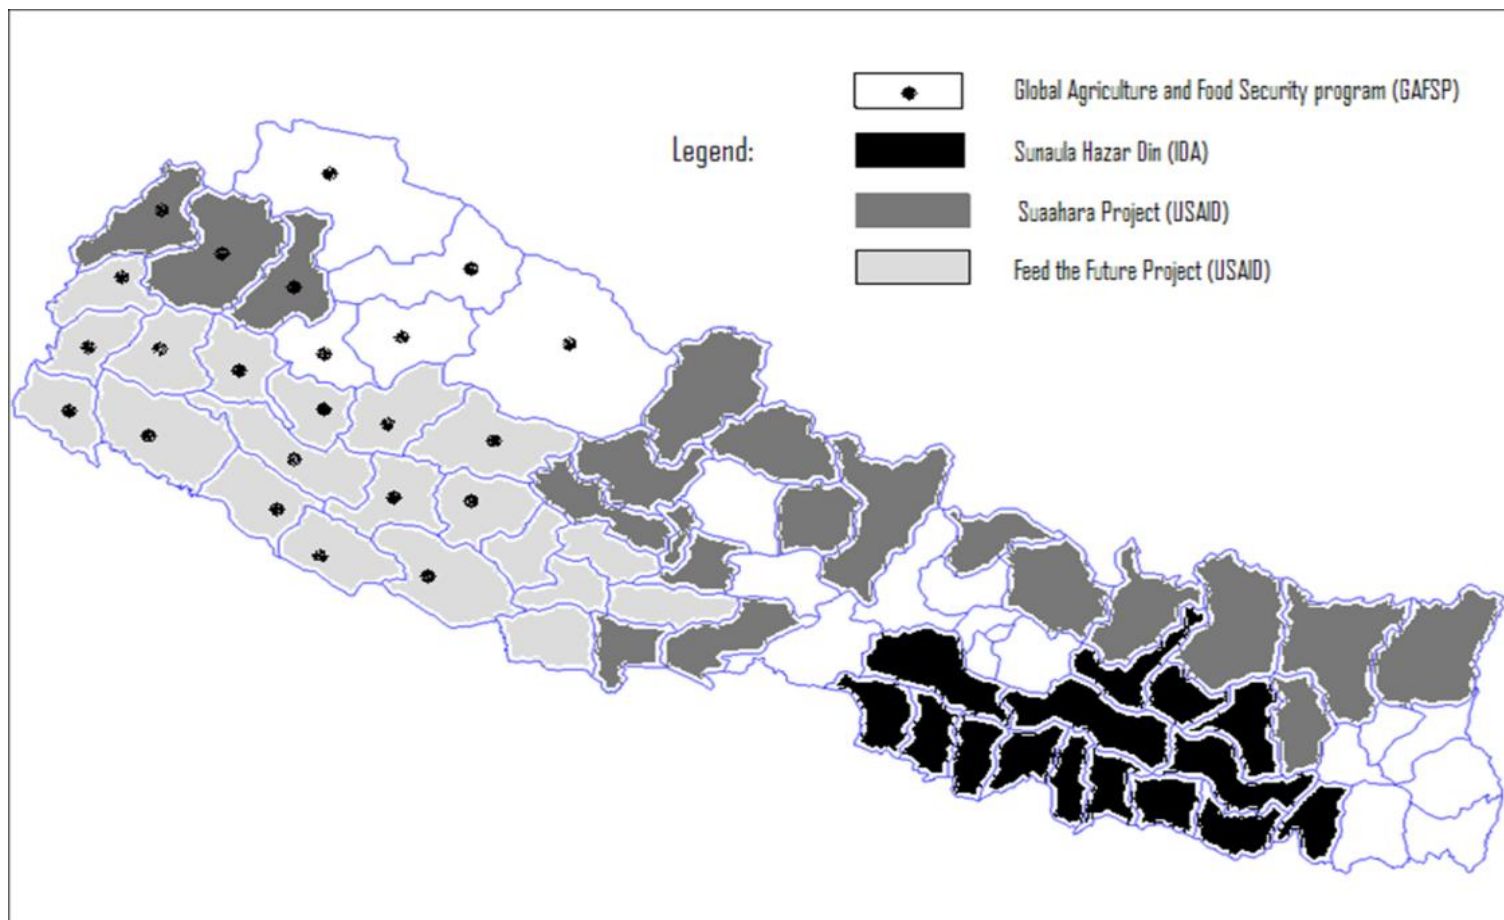 Global Agriculture and Food Security program (GAFSP)
Legend:
Sunaula Hazar Din (IDA)
Suaahara Project (USAID)
Feed the Future Project (USAID)